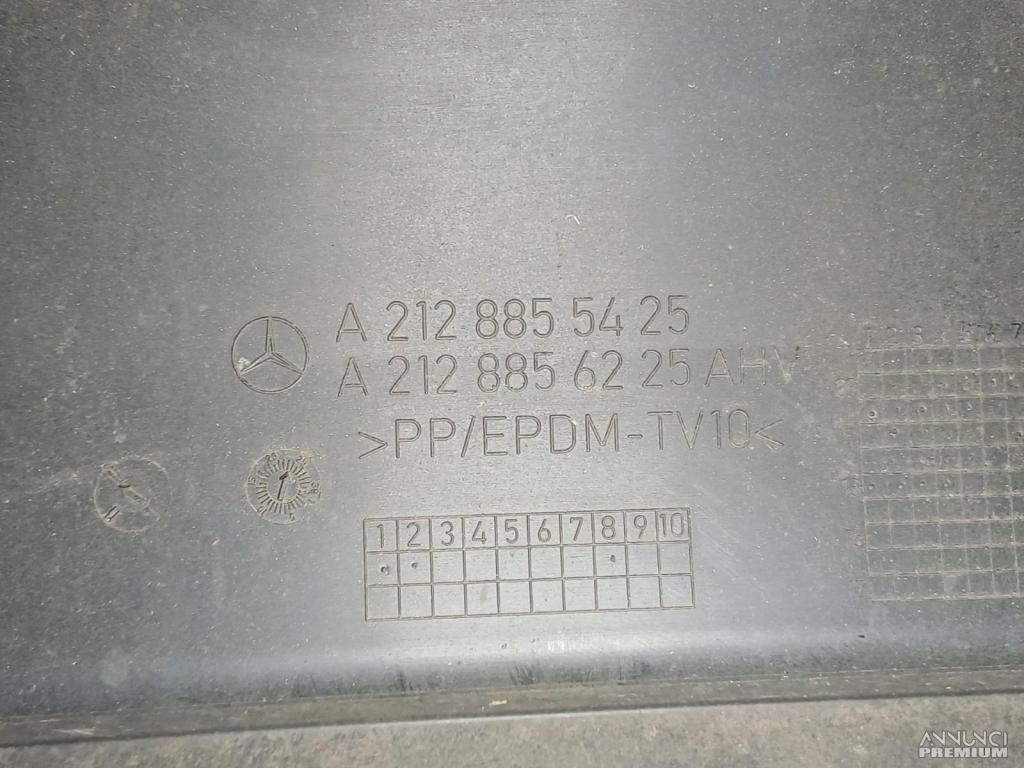 A 212 885 54 25
A 212 885 62 25 AHV
>PP/EPDM-TV10<
1 2 3 4 5 6 7 8 9 10
ANNUNCI
PREMIUM